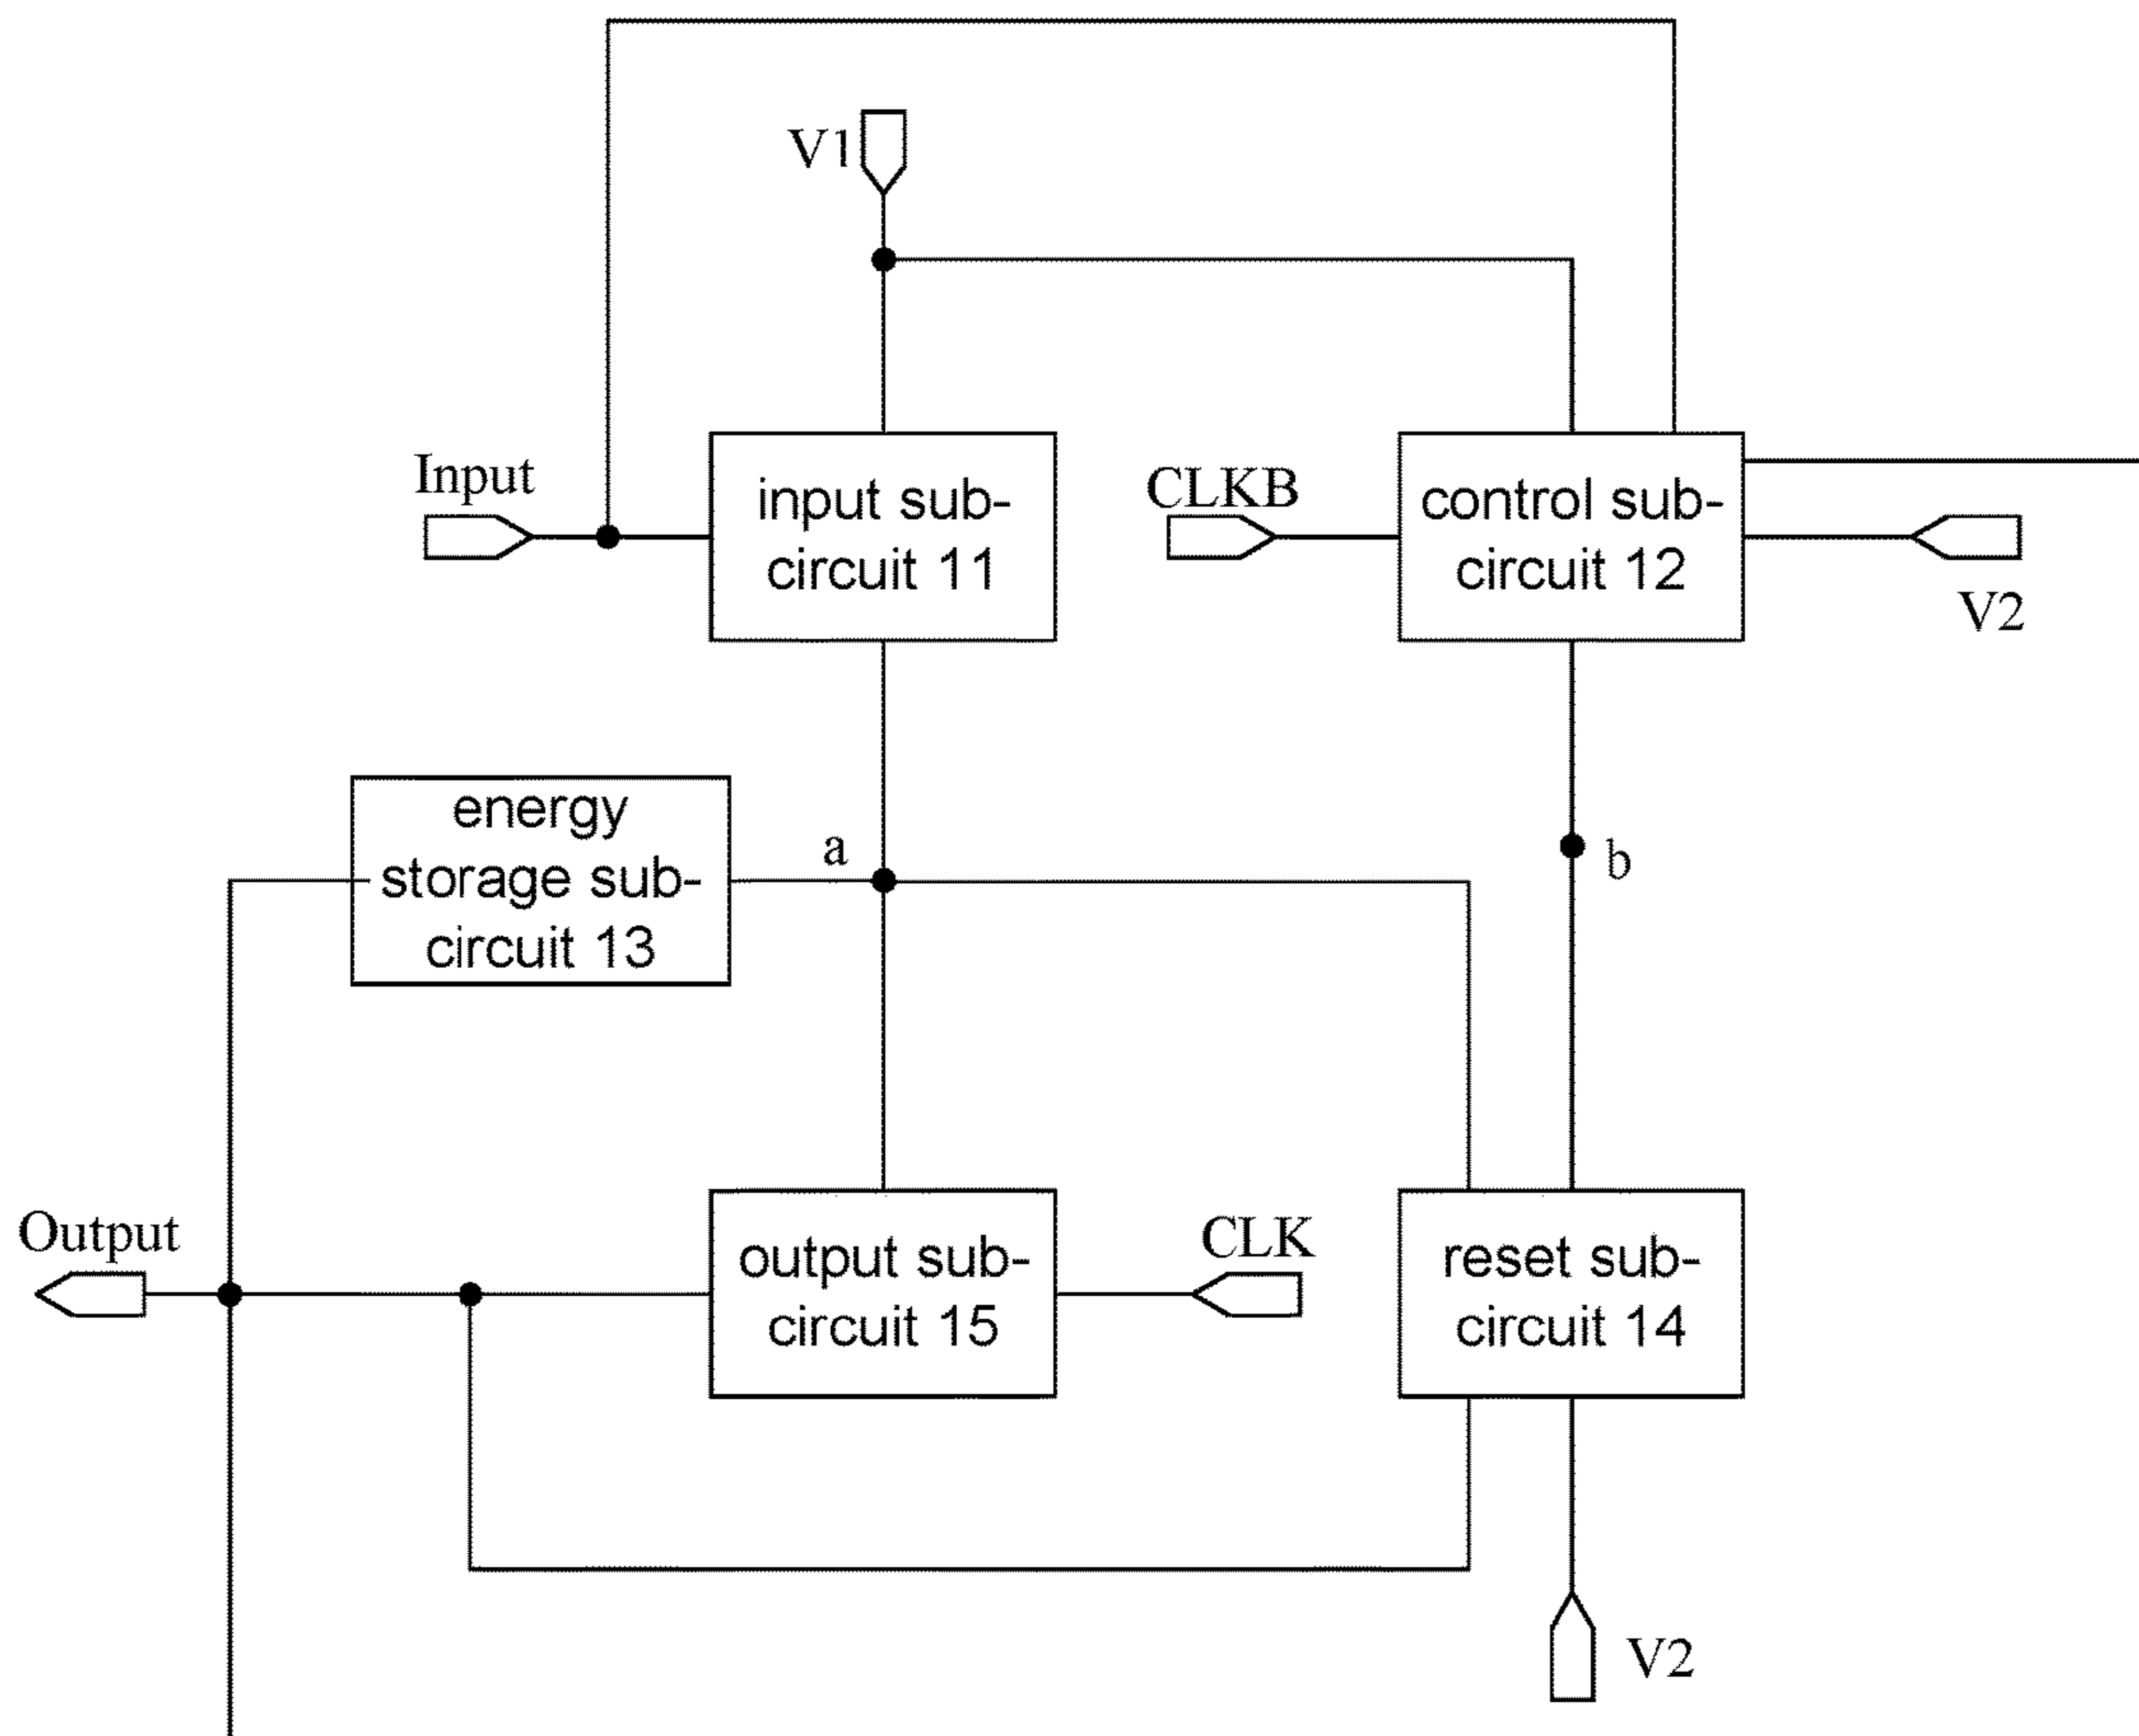 V1
Input
input sub-
circuit 11
CLKB
control sub-
circuit 12
V2
energy
storage sub-
circuit 13
a
b
Output
output sub-
circuit 15
CLK
reset sub-
circuit 14
V2